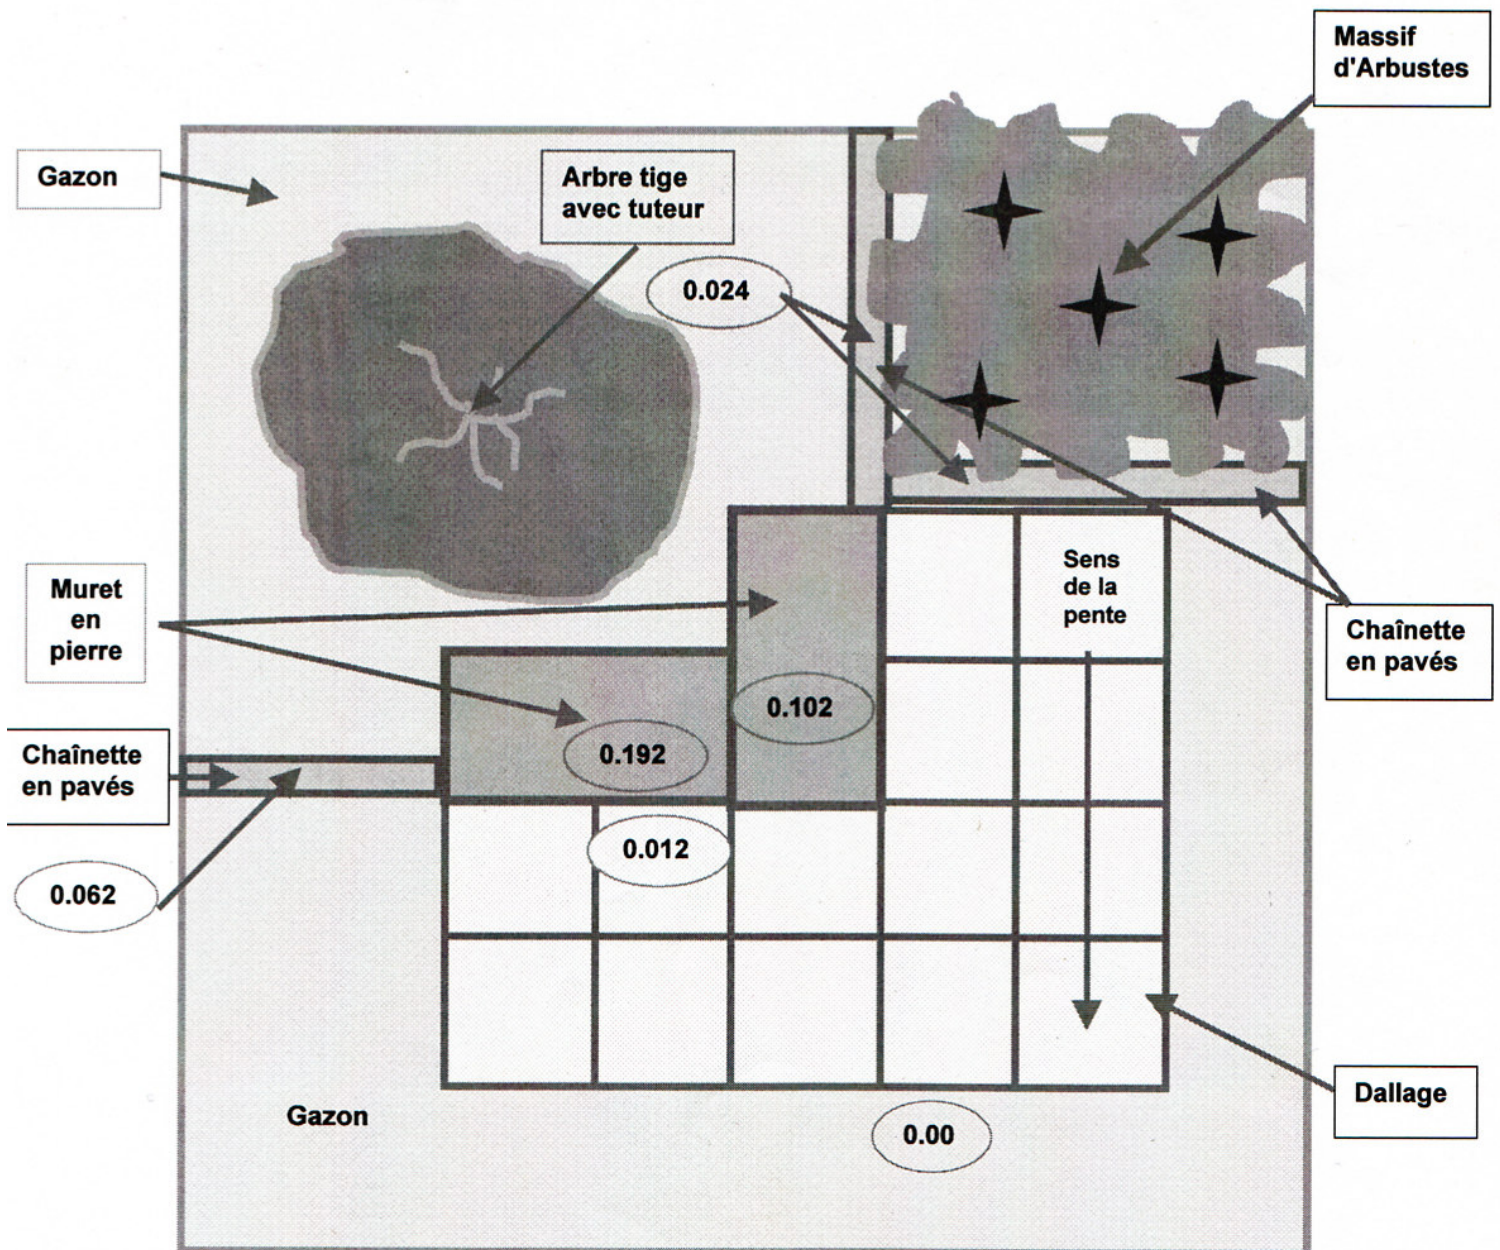 Massif
d'Arbustes
Gazon
Arbre tige
avec tuteur
0.024
Sens
de la
pente
Muret
en
pierre
Chaînette
en pavés
0.102
0.192
Chaînette
en pavés
0.012
0.062
Dallage
Gazon
0.00